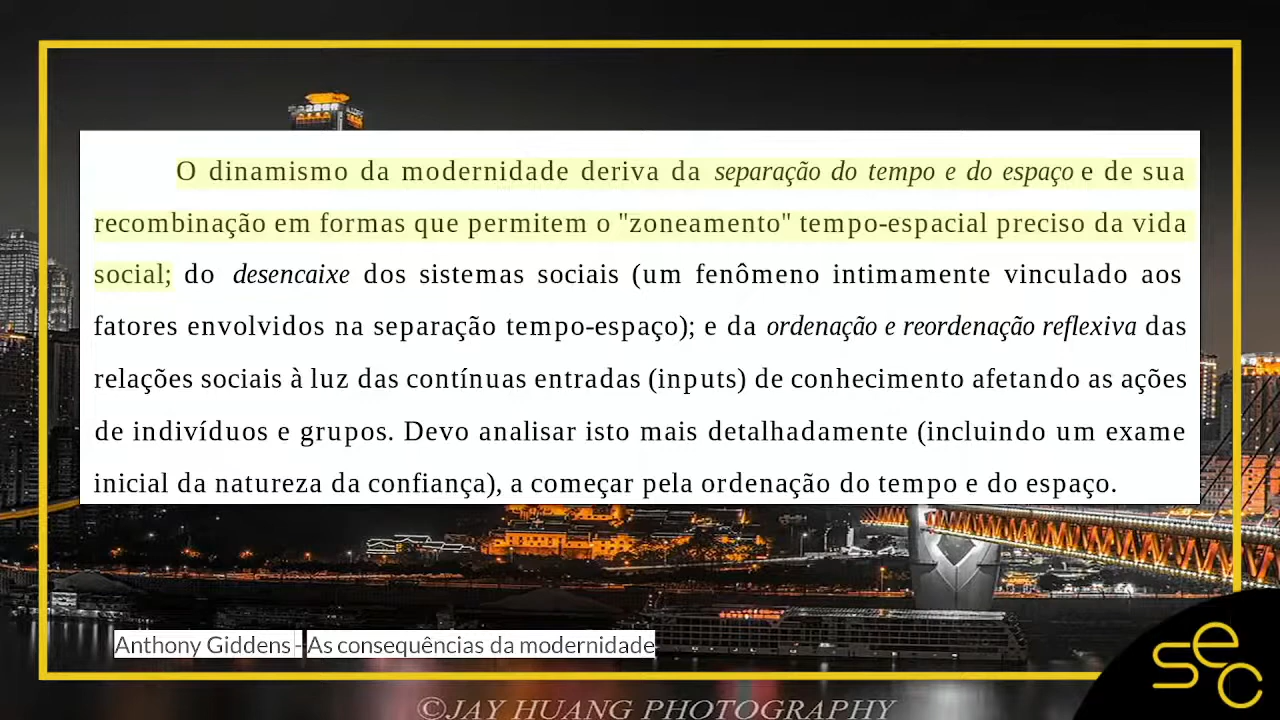 O dinamismo da modernidade deriva da separação do tempo e do espaço e de sua
recombinação em formas que permitem o "zoneamento" tempo-espacial preciso da vida
social; do desencaixe dos sistemas sociais (um fenômeno intimamente vinculado aos
fatores envolvidos na separação tempo-espaço); e da ordenação e reordenação reflexiva das
relações sociais à luz das contínuas entradas (inputs) de conhecimento afetando as ações
de indivíduos e grupos. Devo analisar isto mais detalhadamente (incluindo um exame
inicial da natureza da confiança), a começar pela ordenação do tempo e do espaço.
Anthony Giddens - As consequências da modernidade
sec
©JAY HUANG PHOTOGRAPHY